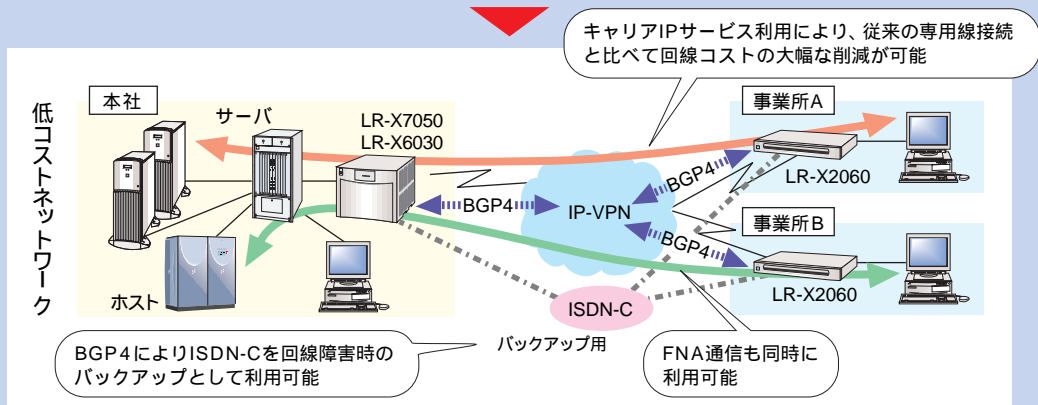 キャリアIPサービス利用により、従来の専用線接続
と比べて回線コストの大幅な削減が可能
低コストネットワーク
本社
サーバ
LR-X7050
LR-X6030
ホスト
BGP4
IP-VPN
BGP4
BGP4
事業所A
LR-X2060
事業所B
LR-X2060
ISDN-C
バックアップ用
BGP4によりISDN-Cを回線障害時の
バックアップとして利用可能
FNA通信も同時に
利用可能